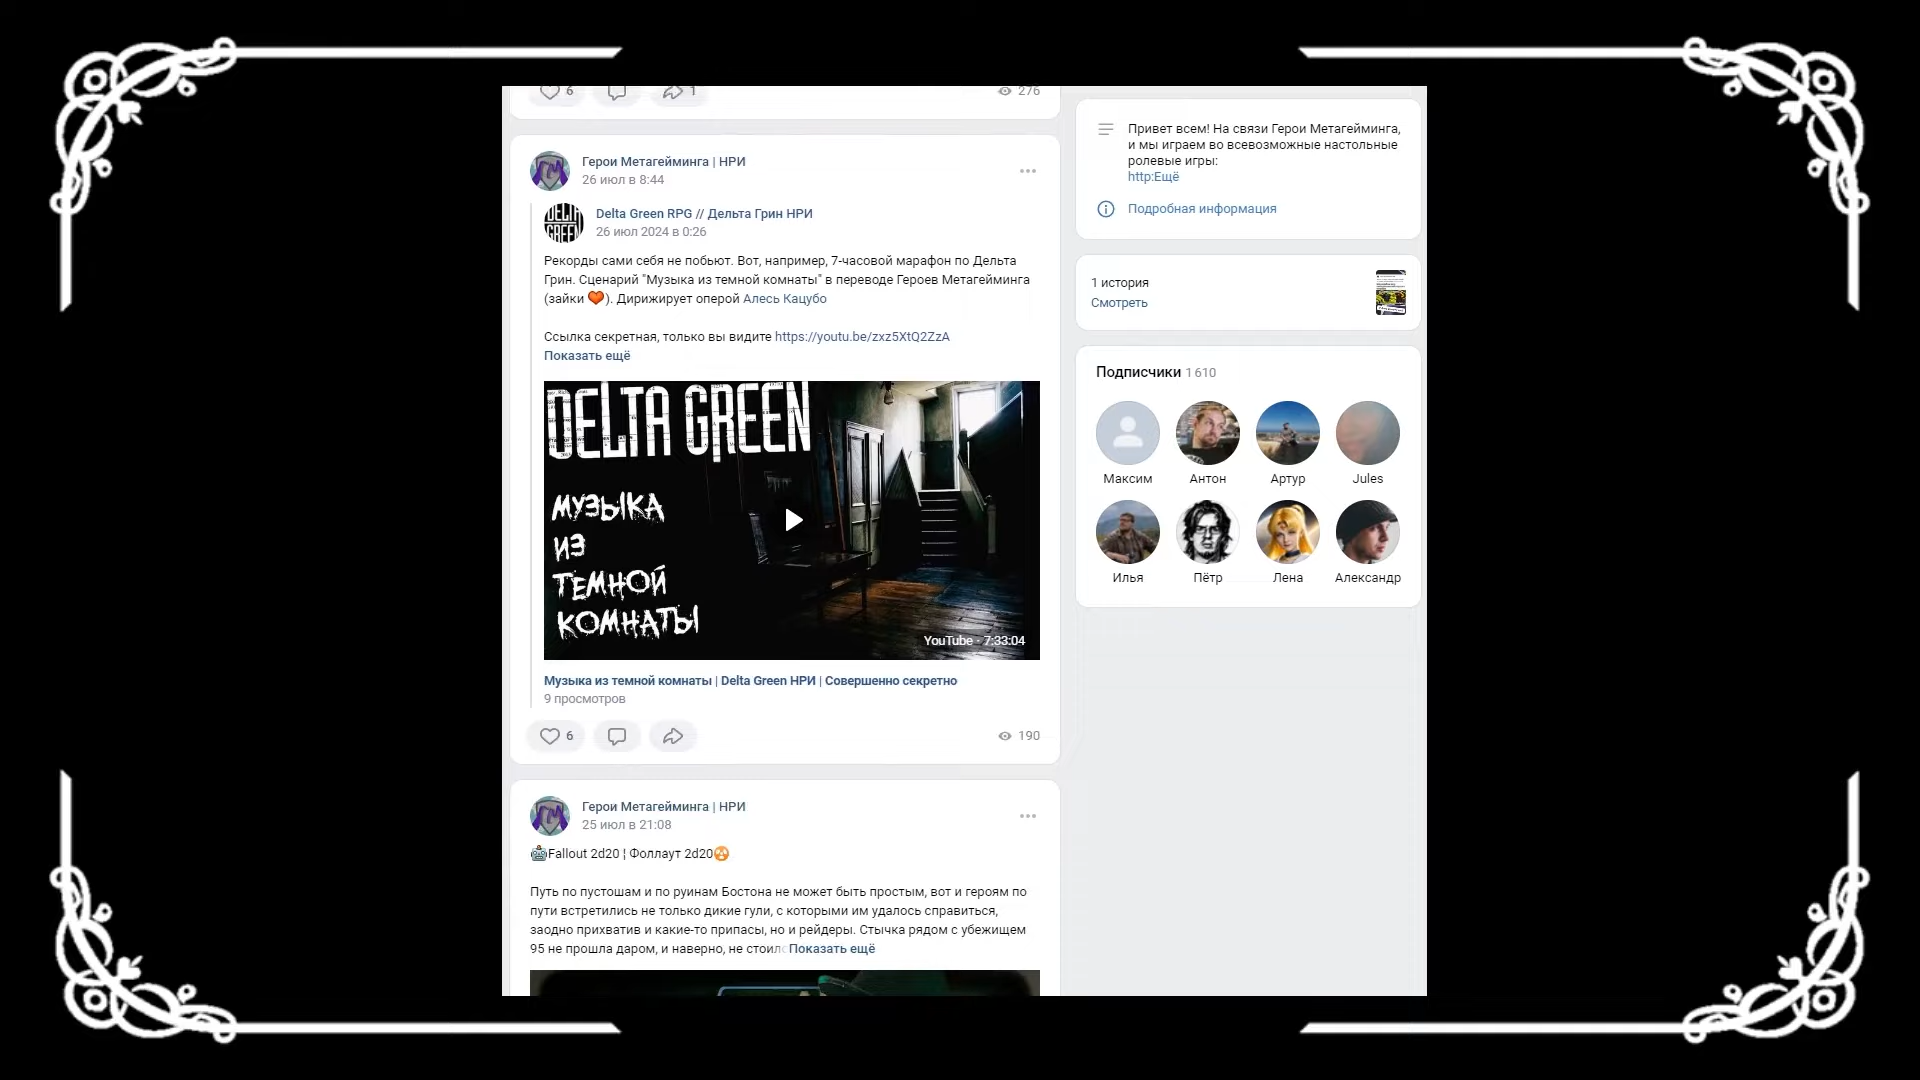 6
1
276
Герои Метагейминга | НРИ
26 июл в 8:44
DELTA GREEN
Delta Green RPG // Дельта Грин НРИ
26 июл 2024 в 0:26
Рекорды сами себя не побьют. Вот, например, 7-часовой марафон по Дельта
Грин. Сценарий "Музыка из темной комнаты" в переводе Героев Метагейминга
(зайки 🧡). Дирижирует оперой Алесь Кацубо
Ссылка секретная, только вы видите https://youtu.be/zxz5XtQ2ZzA
Показать ещё
DELTA GREEN
МУЗЫКА
ИЗ
ТЕМНОЙ
КОМНАТЫ
YouTube · 7:33:04
Музыка из темной комнаты | Delta Green НРИ | Совершенно секретно
9 просмотров
6
190
Герои Метагейминга | НРИ
25 июл в 21:08
🤖Fallout 2d20 ¦ Фоллаут 2d20☢
Путь по пустошам и по руинам Бостона не может быть простым, вот и героям по
пути встретились не только дикие гули, с которыми им удалось справиться,
заодно прихватив и какие-то припасы, но и рейдеры. Стычка рядом с убежищем
95 не прошла даром, и наверно, не стоило Показать ещё
Привет всем! На связи Герои Метагейминга,
и мы играем во всевозможные настольные
ролевые игры:
http:Ещё
Подробная информация
1 история
Смотреть
Подписчики 1 610
Максим
Антон
Артур
Jules
Илья
Пётр
Лена
Александр